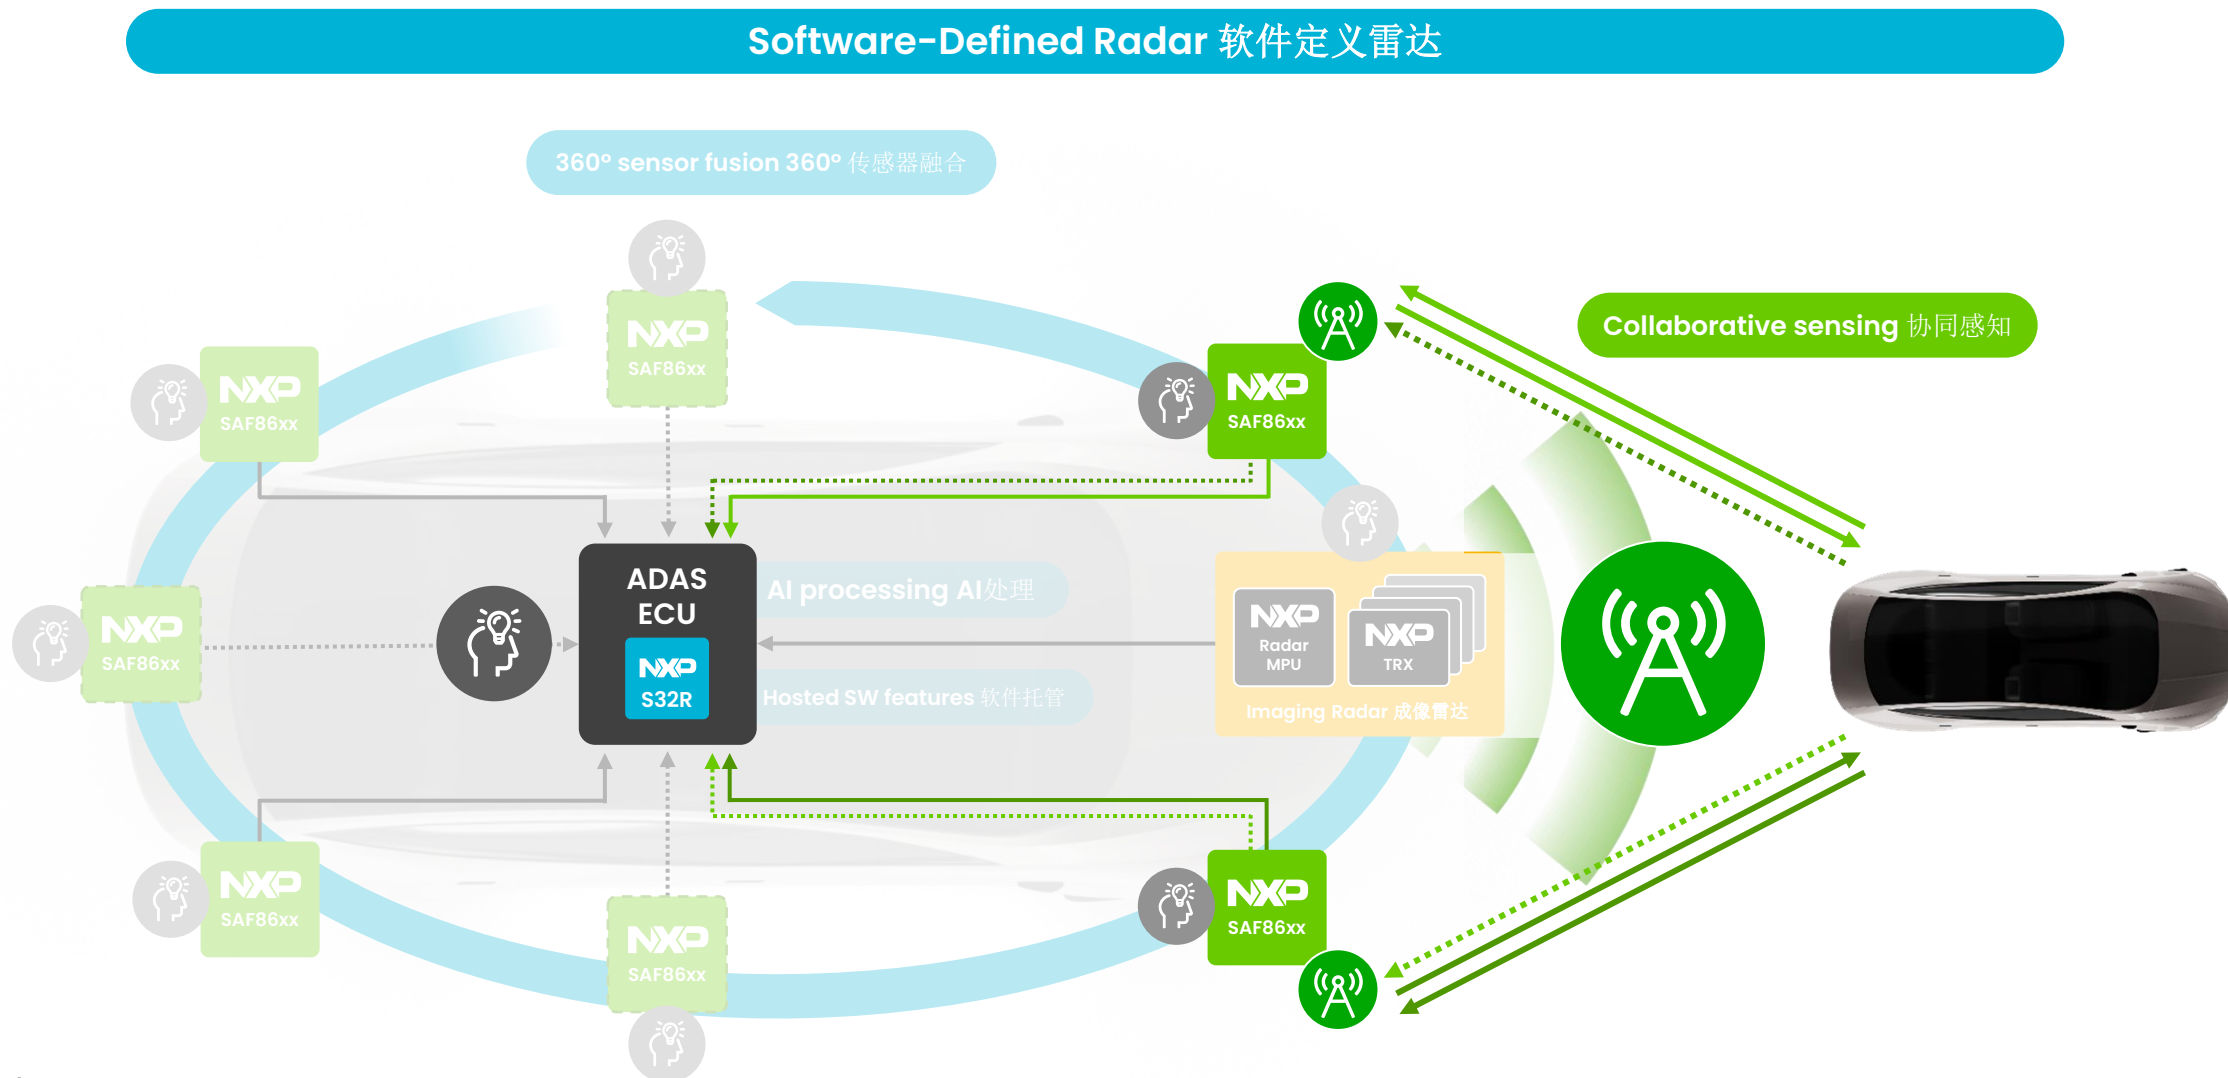 Software-Defined Radar 软件定义雷达
360° sensor fusion 360° 传感器融合
NXP
SAF86xx
NXP
SAF86xx
NXP
SAF86xx
Collaborative sensing 协同感知
ADAS
ECU
NXP
S32R
AI processing AI处理
Hosted SW features 软件托管
NXP
SAF86xx
NXP
Radar
MPU
NXP
TRX
Imaging Radar 成像雷达
NXP
SAF86xx
NXP
SAF86xx
NXP
SAF86xx